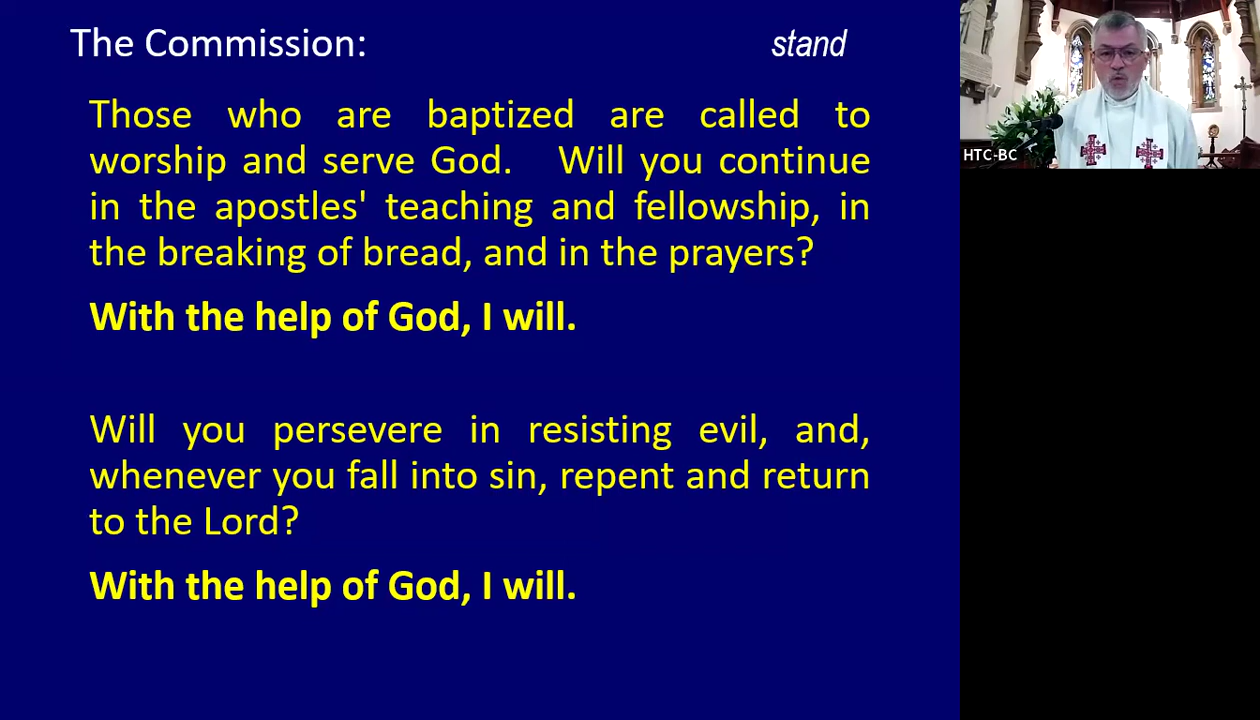 The Commission:
stand
Those who are baptized are called to
worship and serve God. Will you continue
in the apostles' teaching and fellowship, in
the breaking of bread, and in the prayers?
With the help of God, I will.
Will you persevere in resisting evil, and,
whenever you fall into sin, repent and return
to the Lord?
With the help of God, I will.
HTC-BC